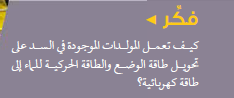 فكّر
كيف تعمل المولدات الموجودة في السد على
تحويل طاقة الوضع والطاقة الحركية للماء إلى
طاقة كهربائية؟